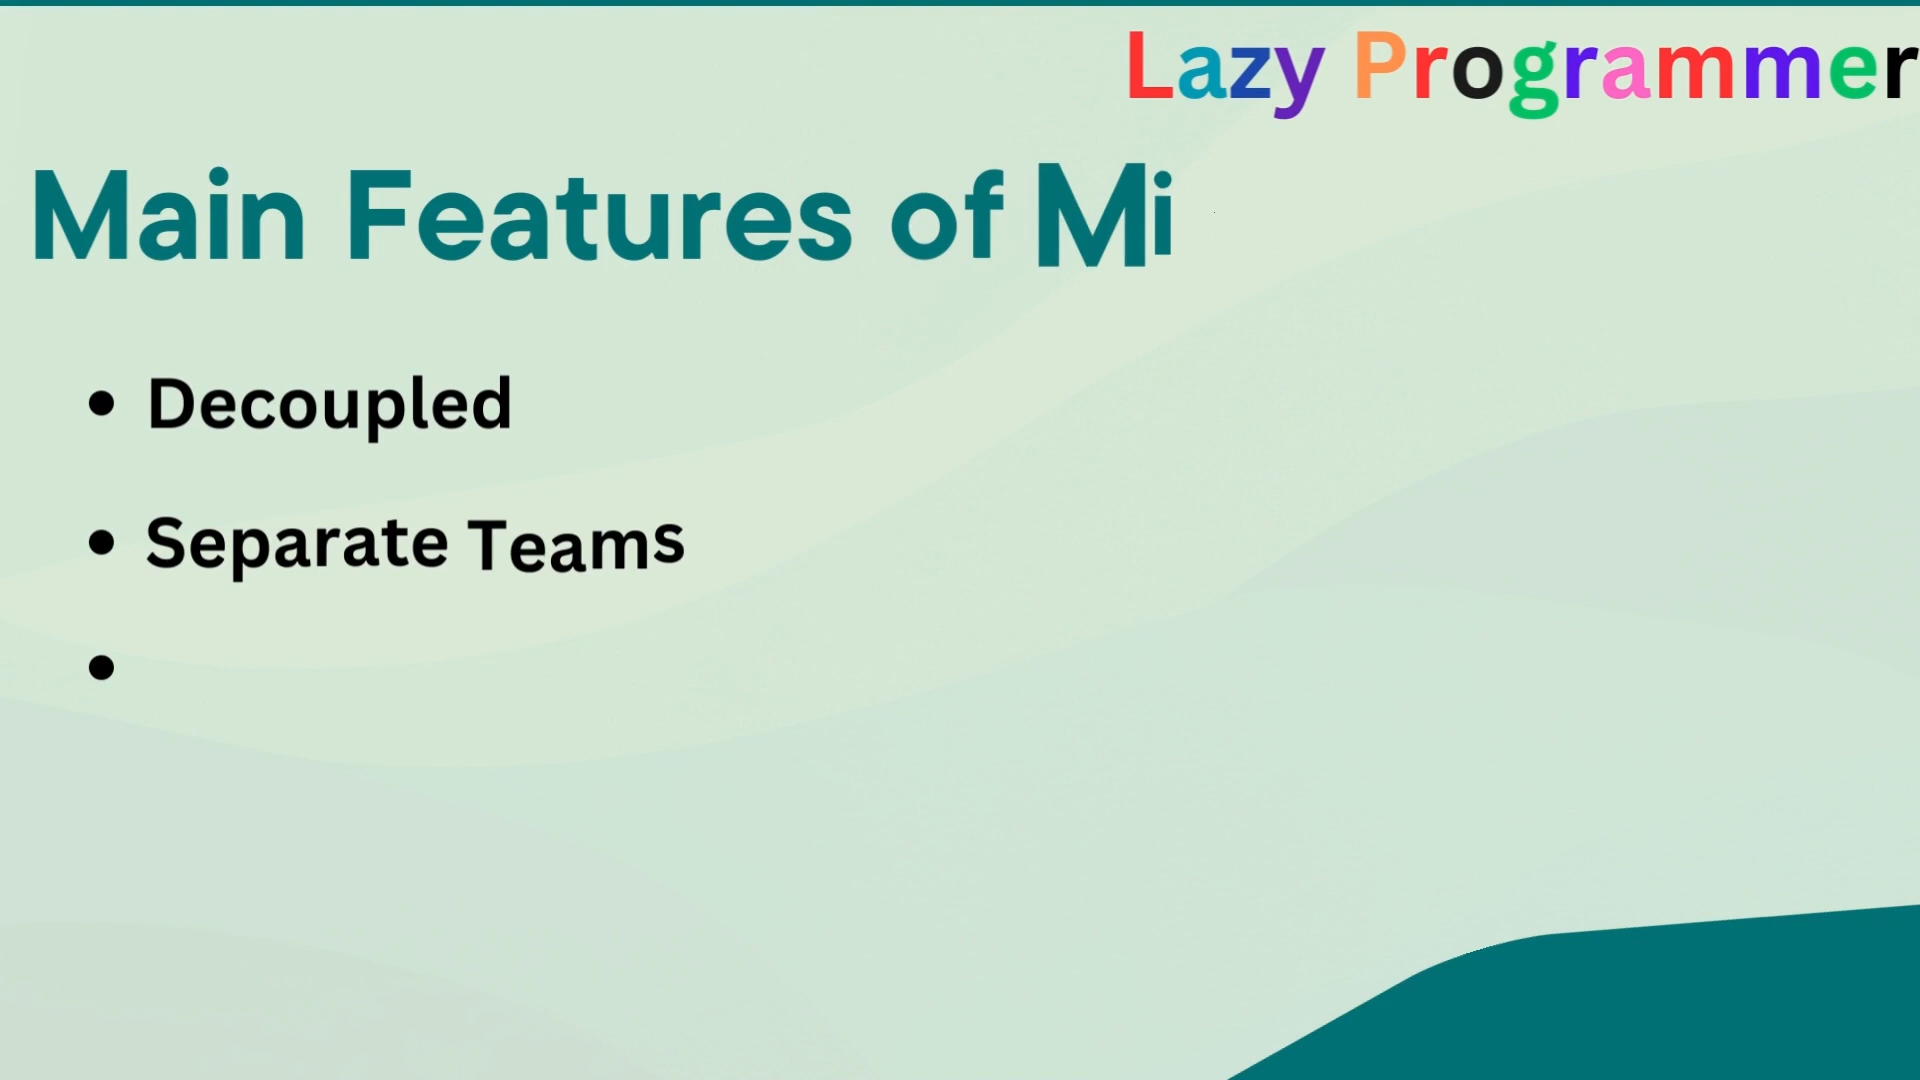 Lazy Programmer
Main Features of Mi
• Decoupled
• Separate Teams
•